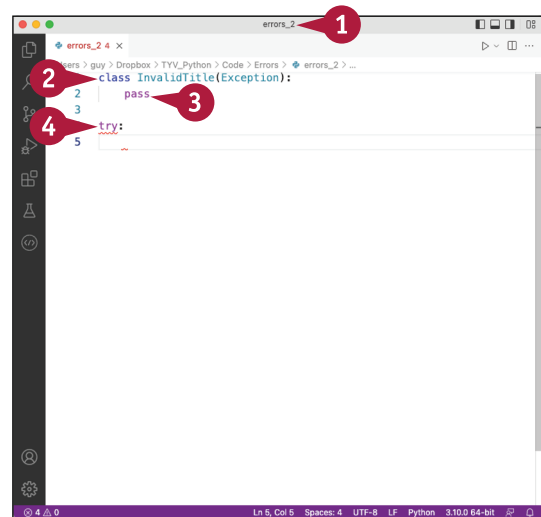 errors_2
1
errors_2 4 ×
sers > guy > Dropbox > TYV_Python > Code > Errors > errors_2 > ...
2 class InvalidTitle(Exception):
2 pass 3
3
4 try:
5
⊗ 4 ⚠ 0 Ln 5, Col 5 Spaces: 4 UTF-8 LF Python 3.10.0 64-bit